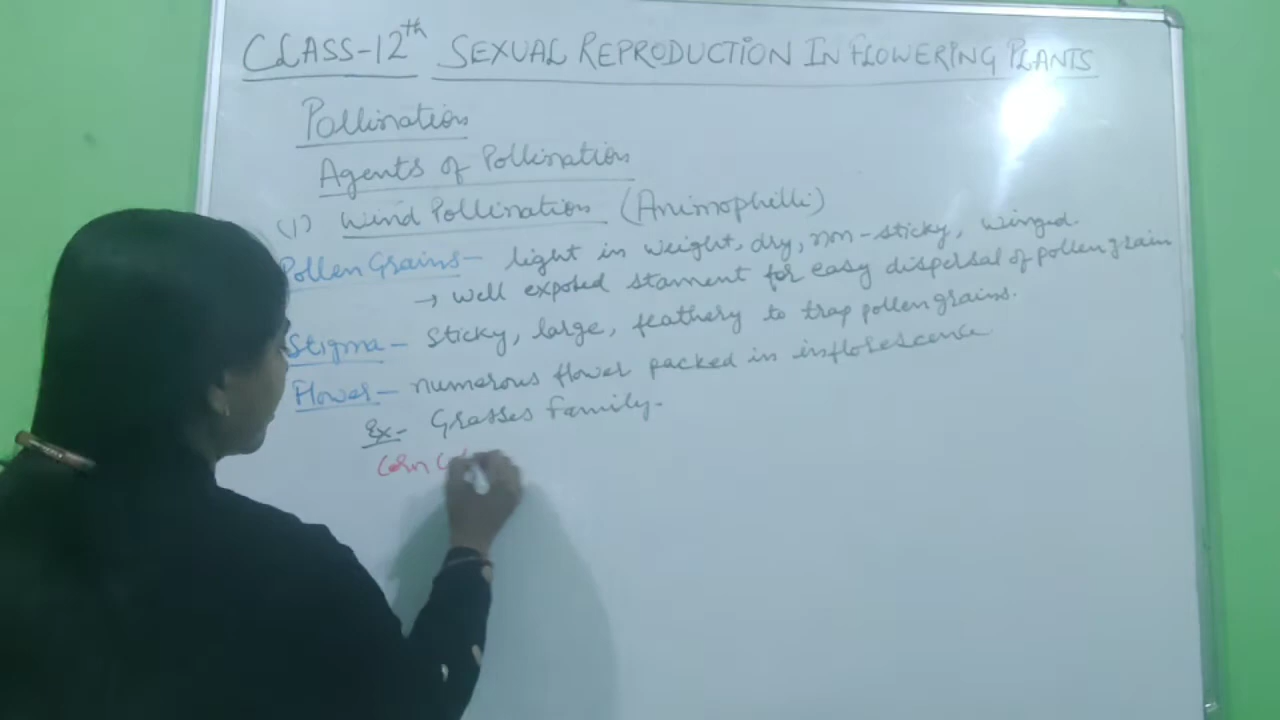 CLASS-12th SEXUAL REPRODUCTION IN FLOWERING PLANTS
Pollination
Agents of Pollination
(1) Wind Pollination (Animophilli)
Pollen Grains - light in weight, dry, non-sticky, winged.
→ well exposed stament for easy dispersal of pollen grain
Stigma - sticky, large, feathery to trap pollen grains.
Flower - numerous flower packed in inflorescence
Ex- Grasses family.
Corn